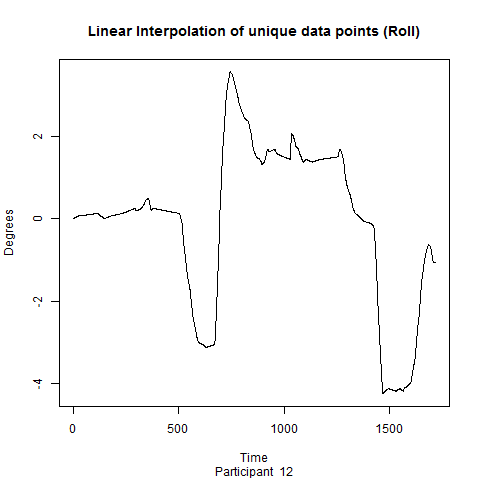 Linear Interpolation of unique data points (Roll)
Degrees
2
0
-2
-4
0
500
1000
1500
Time
Participant 12